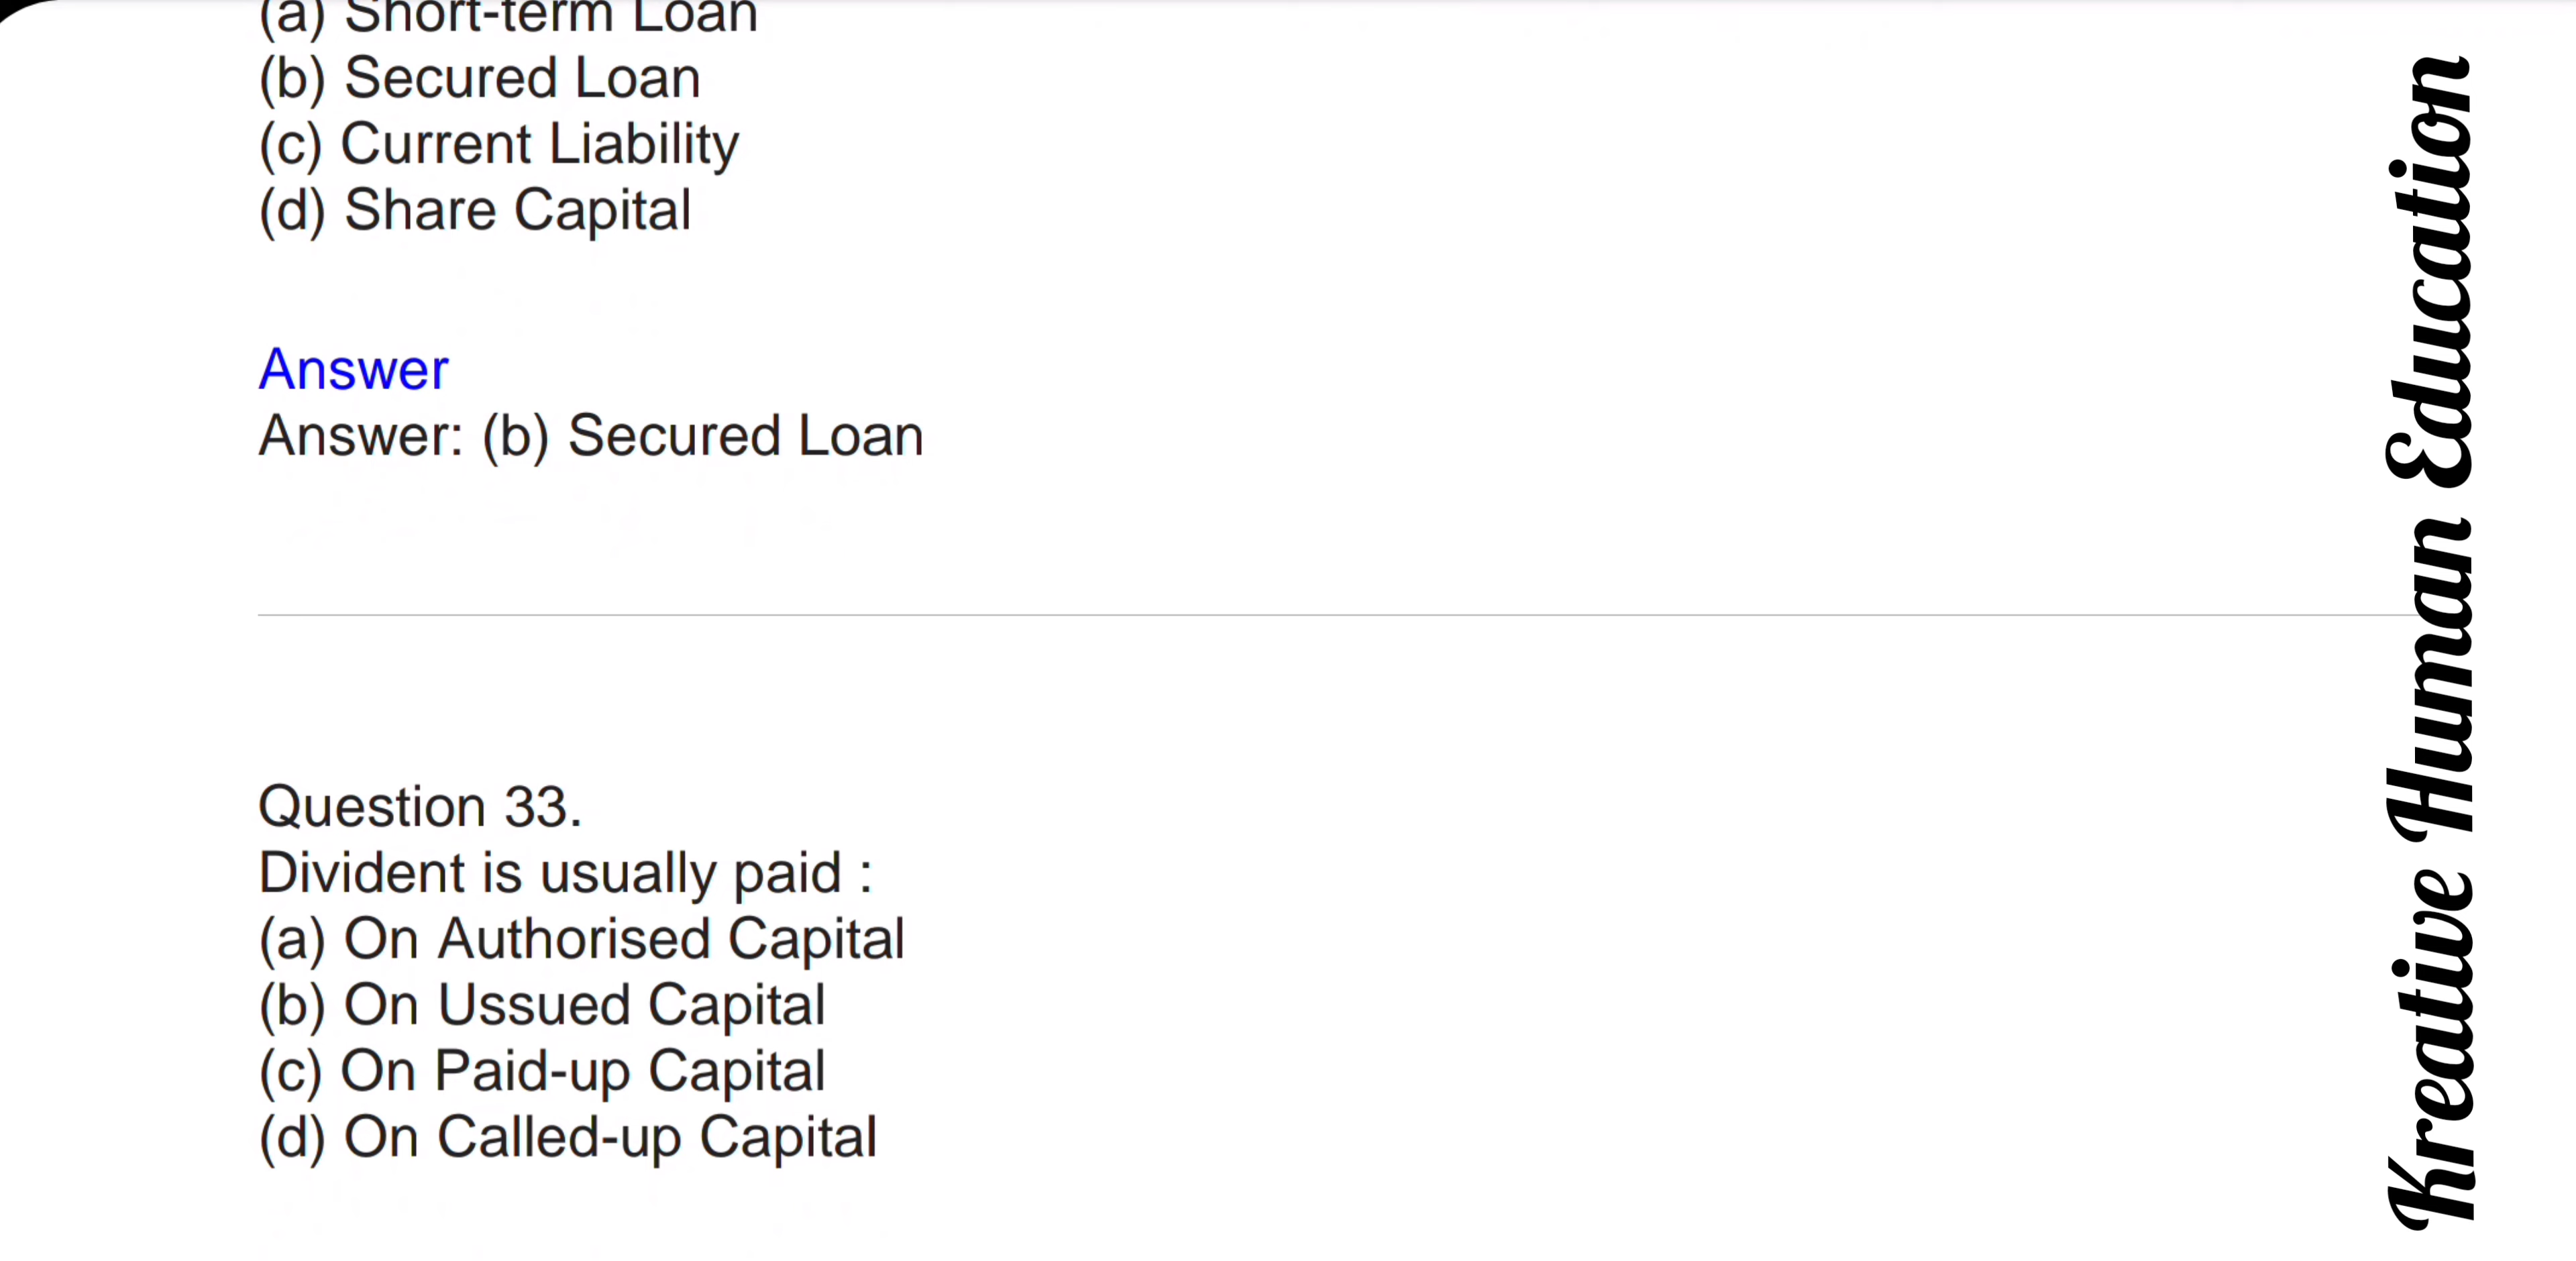 (a) Short-term Loan
(b) Secured Loan
(c) Current Liability
(d) Share Capital
Answer
Answer: (b) Secured Loan
Question 33.
Divident is usually paid :
(a) On Authorised Capital
(b) On Ussued Capital
(c) On Paid-up Capital
(d) On Called-up Capital
Kreative Human Education